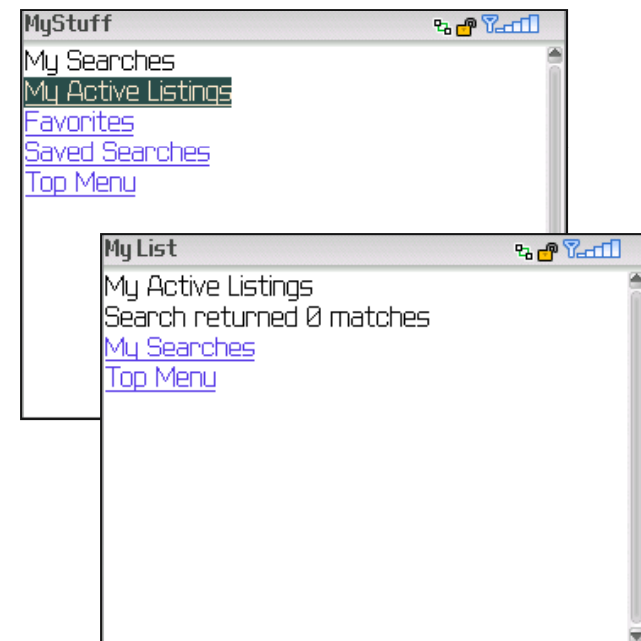 MyStuff
My Searches
My Active Listings
Favorites
Saved Searches
Top Menu
My List
My Active Listings
Search returned 0 matches
My Searches
Top Menu